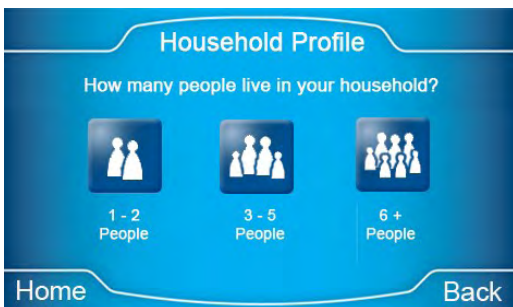 Household Profile
How many people live in your household?
1 - 2
People
3 - 5
People
6 +
People
Home
Back